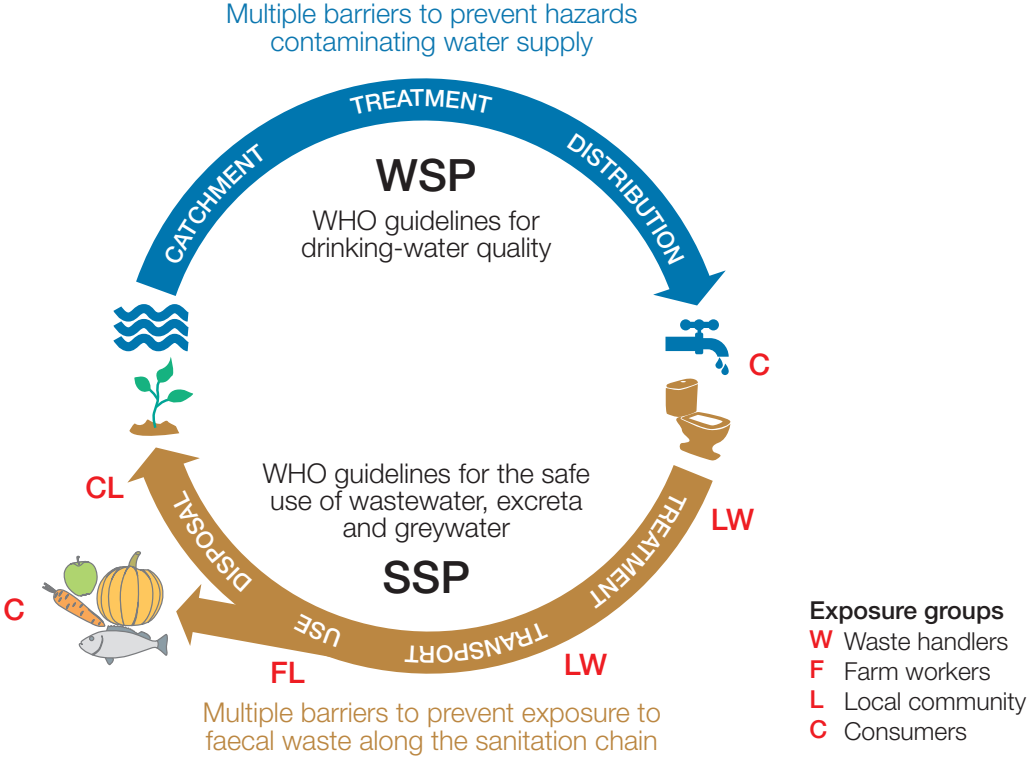 Multiple barriers to prevent hazards
contaminating water supply
CATCHMENT
TREATMENT
DISTRIBUTION
WSP
WHO guidelines for
drinking-water quality
C
WHO guidelines for the safe
use of wastewater, excreta
and greywater
SSP
TREATMENT
LW
TRANSPORT
LW
USE
FL
DISPOSAL
CL
C
Multiple barriers to prevent exposure to
faecal waste along the sanitation chain
Exposure groups
W Waste handlers
F Farm workers
L Local community
C Consumers